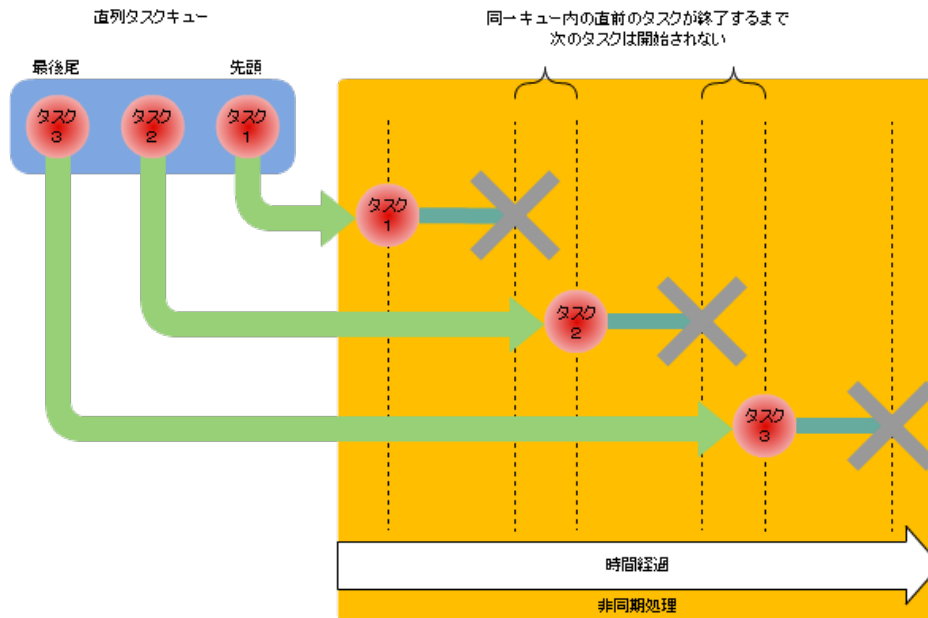 直列タスクキュー
同一キュー内の直前のタスクが終了するまで
次のタスクは開始されない
最後尾
先頭
タスク
3
タスク
2
タスク
1
タスク
1
タスク
2
タスク
3
時間経過
非同期処理